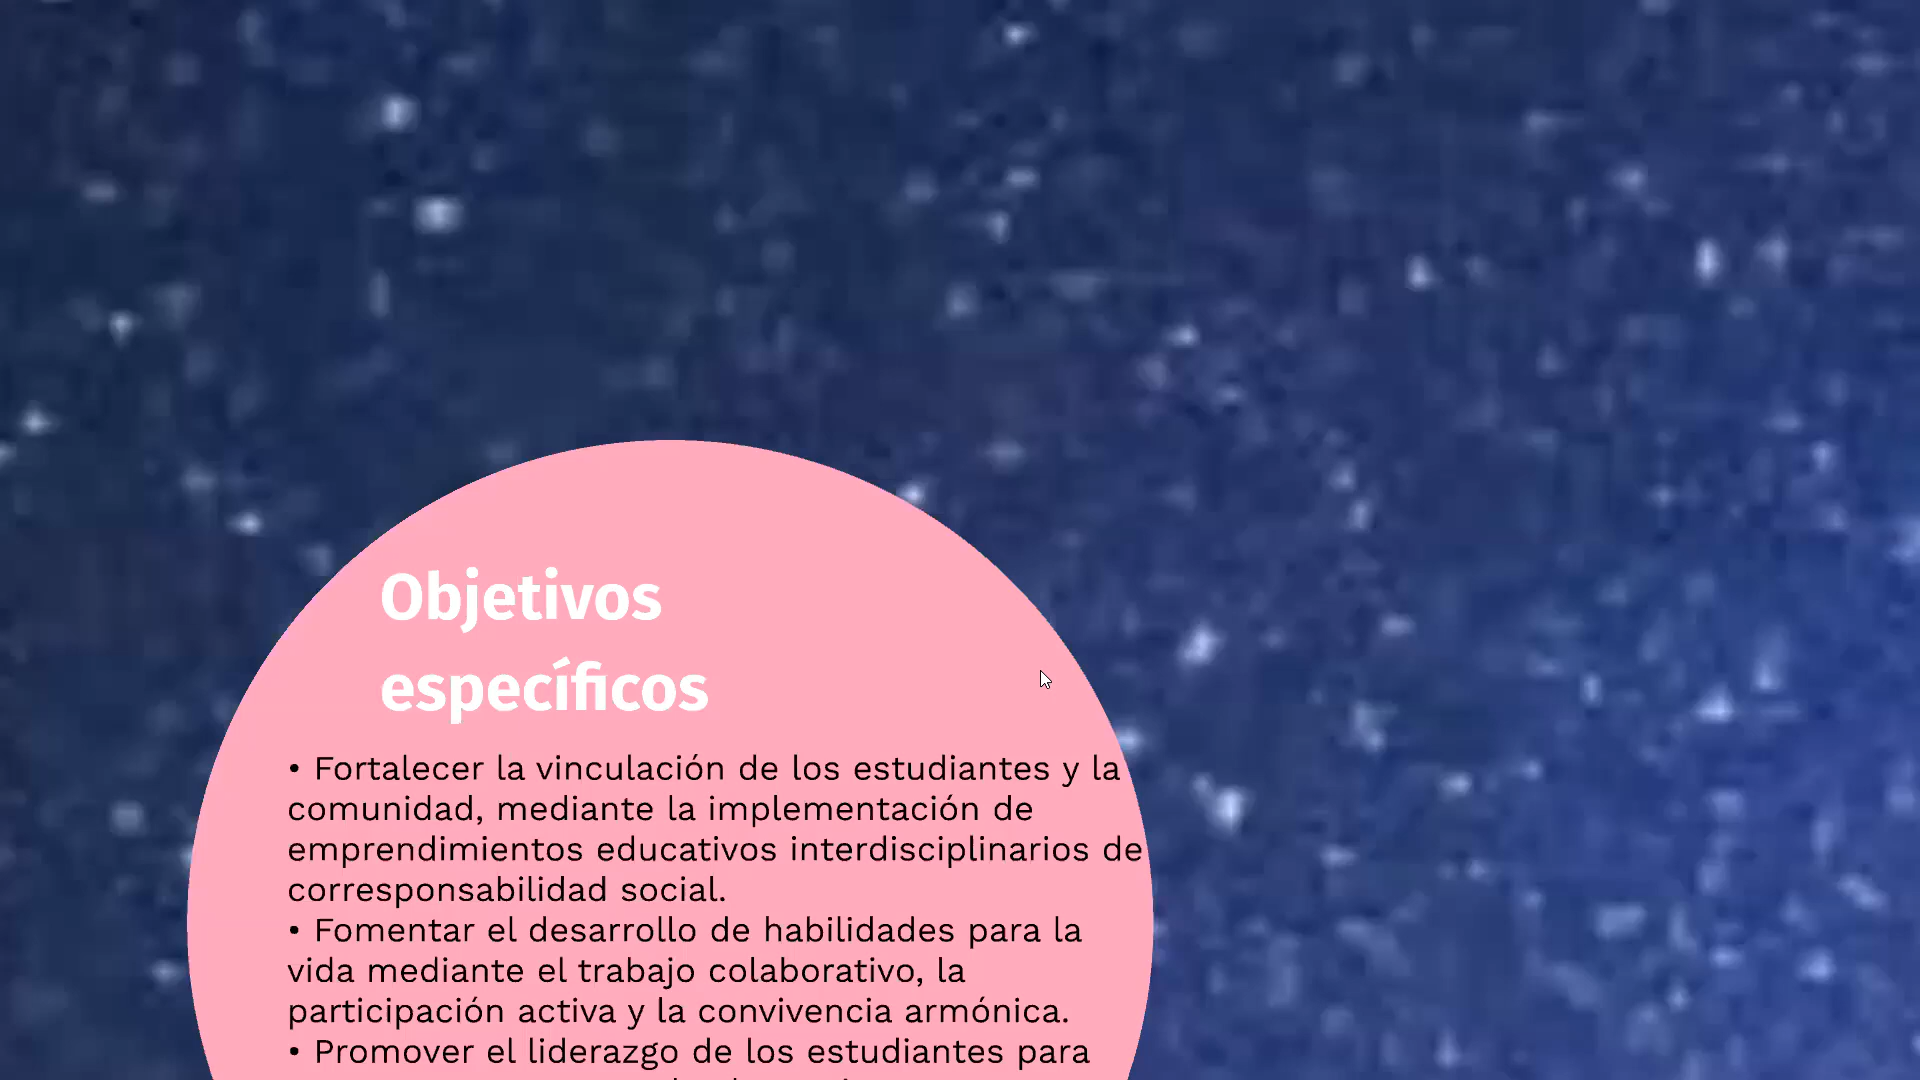 Objetivos
específicos
• Fortalecer la vinculación de los estudiantes y la
comunidad, mediante la implementación de
emprendimientos educativos interdisciplinarios de
corresponsabilidad social.
• Fomentar el desarrollo de habilidades para la
vida mediante el trabajo colaborativo, la
participación activa y la convivencia armónica.
• Promover el liderazgo de los estudiantes para